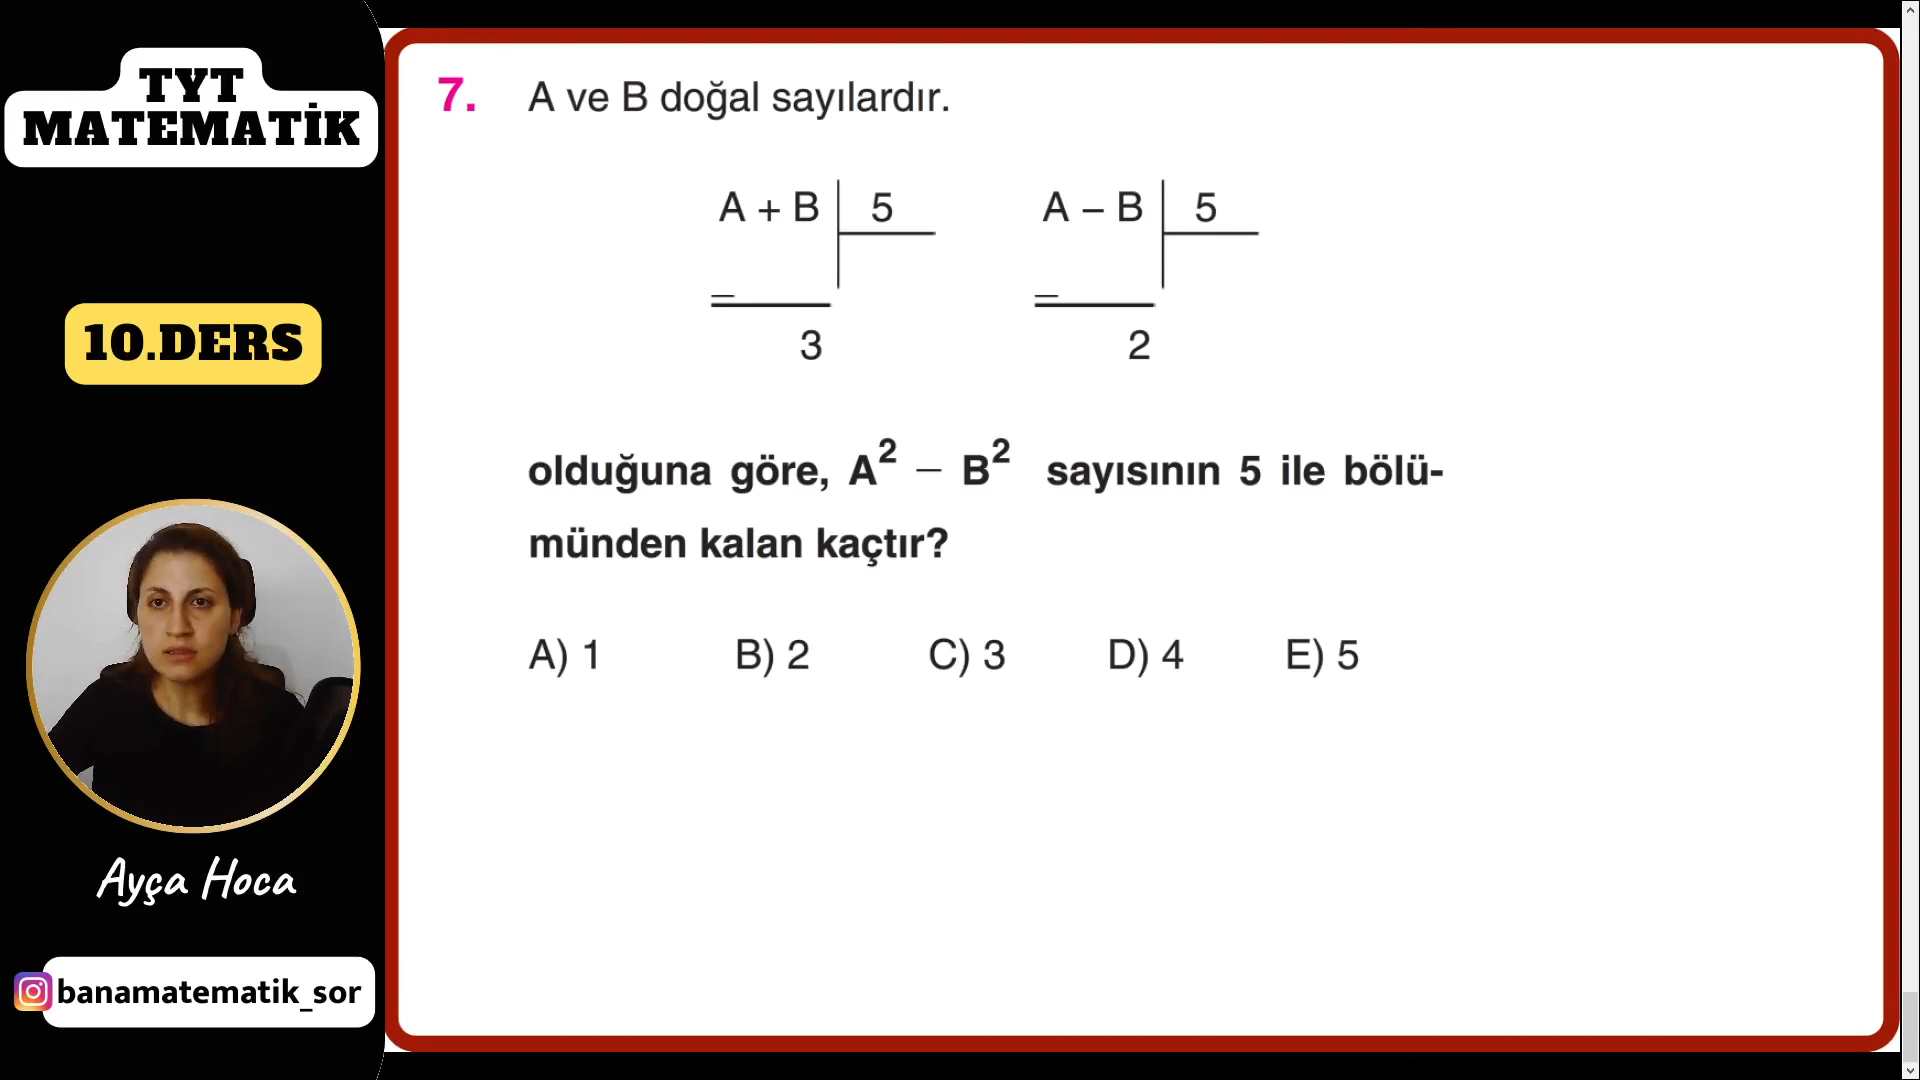 TYT
MATEMATİK
10.DERS
Ayça Hoca
banamatematik_sor
7. A ve B doğal sayılardır.
A + B 5 A – B 5
– –
3 2
olduğuna göre, A² – B² sayısının 5 ile bölü-
münden kalan kaçtır?
A) 1 B) 2 C) 3 D) 4 E) 5